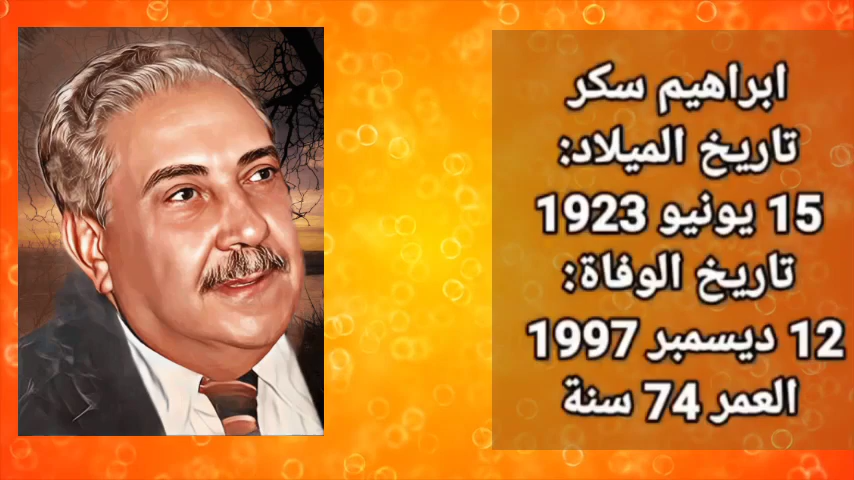 ابراهيم سكر
تاريخ الميلاد:
15 يونيو 1923
تاريخ الوفاة:
12 ديسمبر 1997
العمر 74 سنة